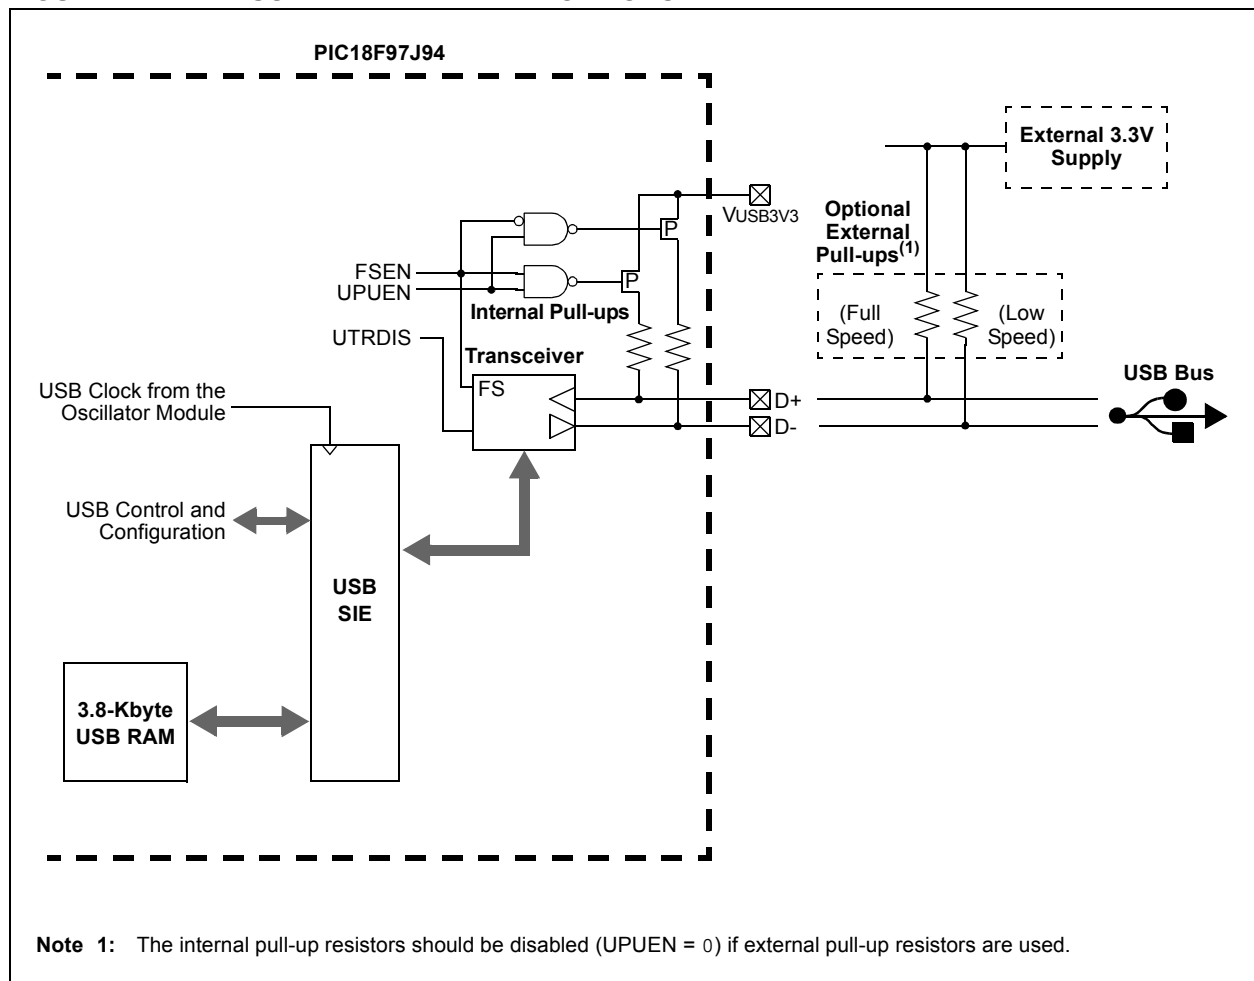 PIC18F97J94
External 3.3V
Supply
VUSB3V3
Optional
External
Pull-ups(1)
P
FSEN
P
UPUEN
Internal Pull-ups
(Full
Speed)
(Low
Speed)
UTRDIS
Transceiver
FS
USB Clock from the
Oscillator Module
D+
D-
USB Bus
USB Control and
Configuration
USB
SIE
3.8-Kbyte
USB RAM
Note 1: The internal pull-up resistors should be disabled (UPUEN = 0) if external pull-up resistors are used.